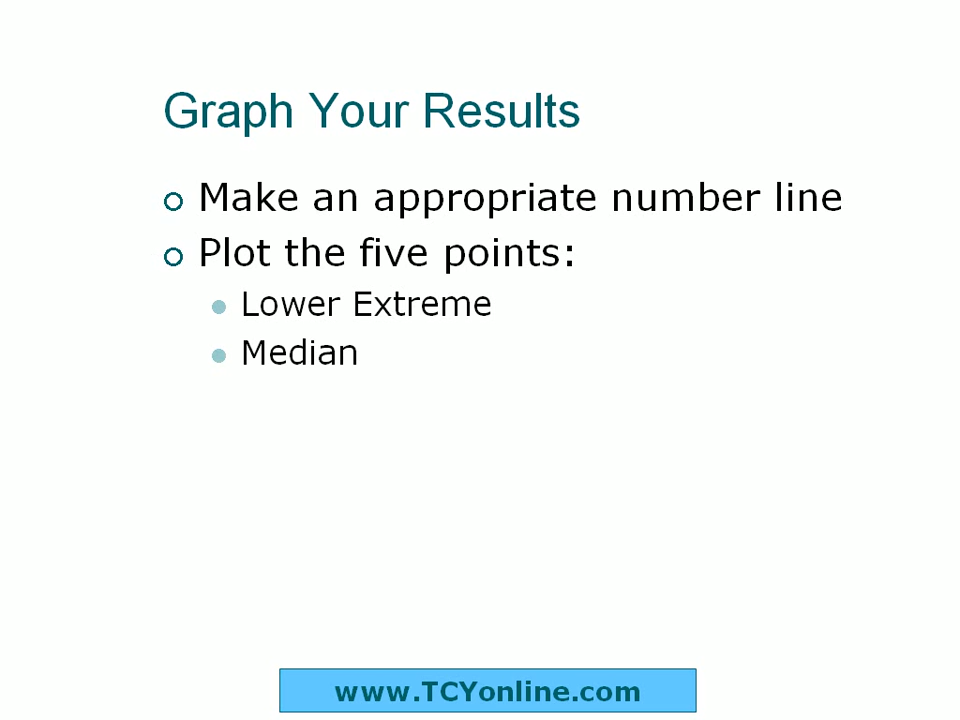 Graph Your Results
Make an appropriate number line
Plot the five points:
Lower Extreme
Median
www.TCYonline.com